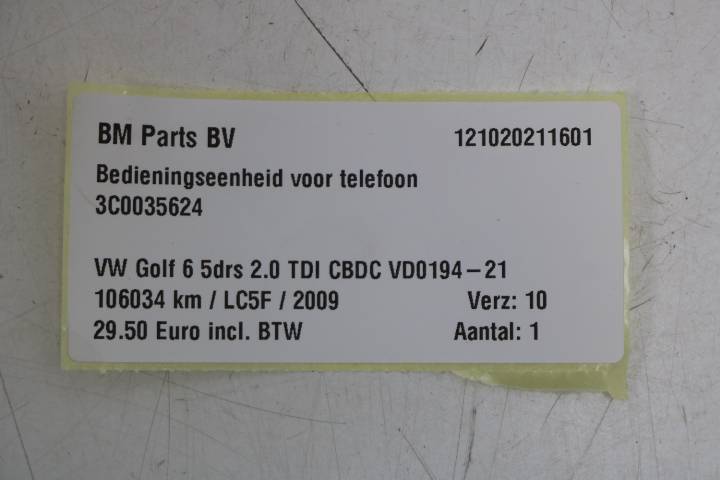 BM Parts BV 121020211601
Bedieningseenheid voor telefoon
3C0035624
VW Golf 6 5drs 2.0 TDI CBDC VD0194-21
106034 km / LC5F / 2009 Verz: 10
29.50 Euro incl. BTW Aantal: 1